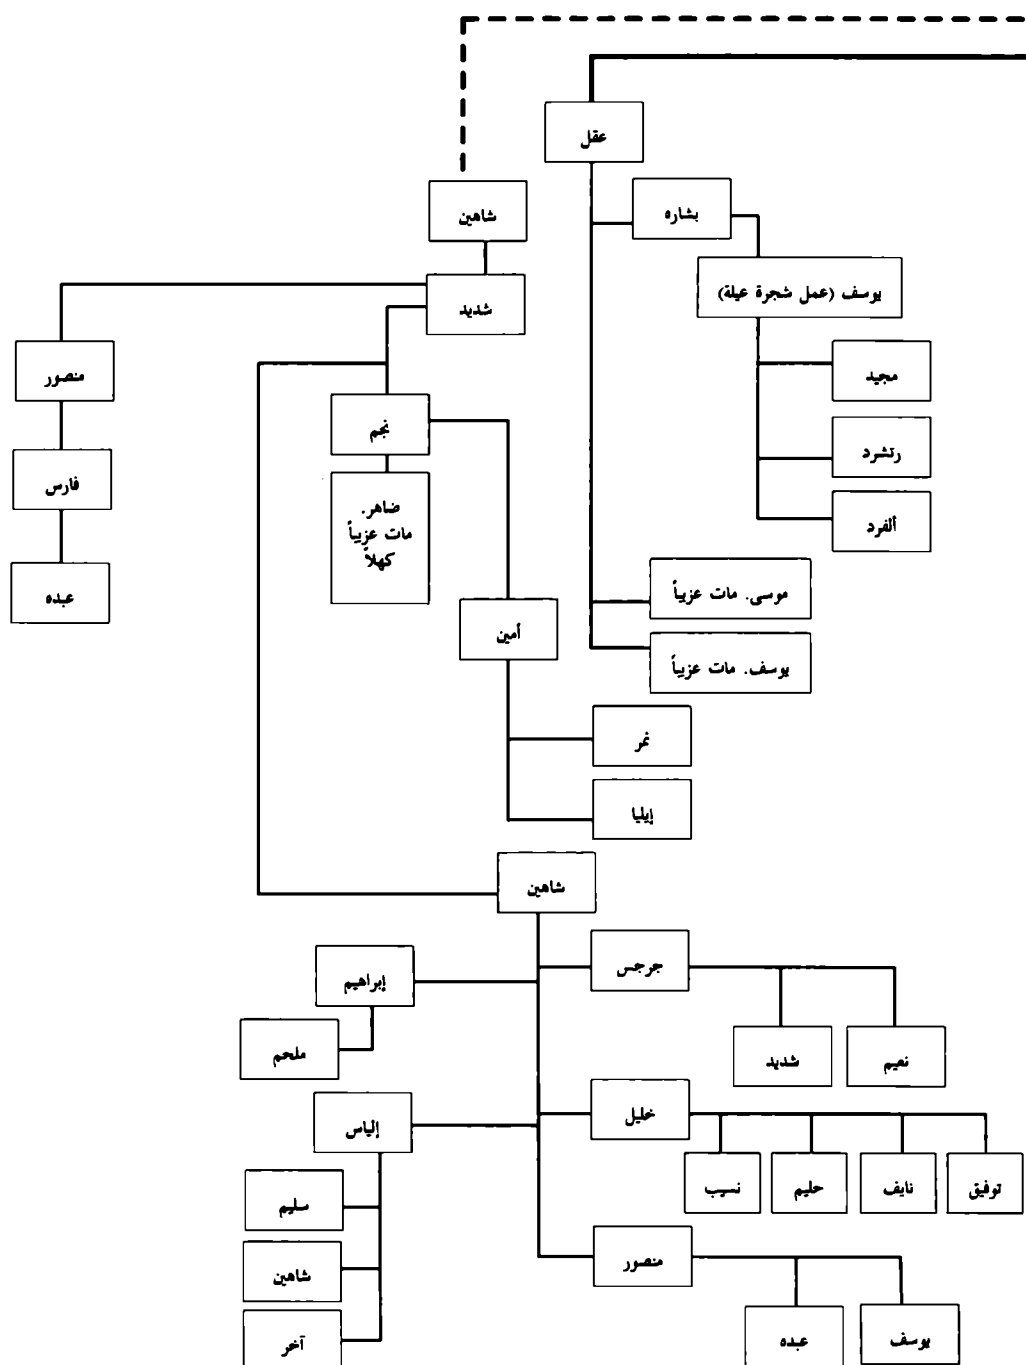 عقل
بشاره
شاهين
يوسف (عمل شجرة عيلة)
شديد
مجيد
منصور
نجم
رتشرد
فارس
ضاهر.
مات عزيباً
كهلاً
ألفرد
عبده
موسى. مات عزيباً
أمين
يوسف. مات عزيباً
نمر
إيليا
شاهين
جرجس
إبراهيم
نعيم
شديد
ملحم
خليل
إلياس
توفيق
نايف
حليم
نسيب
سليم
منصور
شاهين
يوسف
عبده
آخر